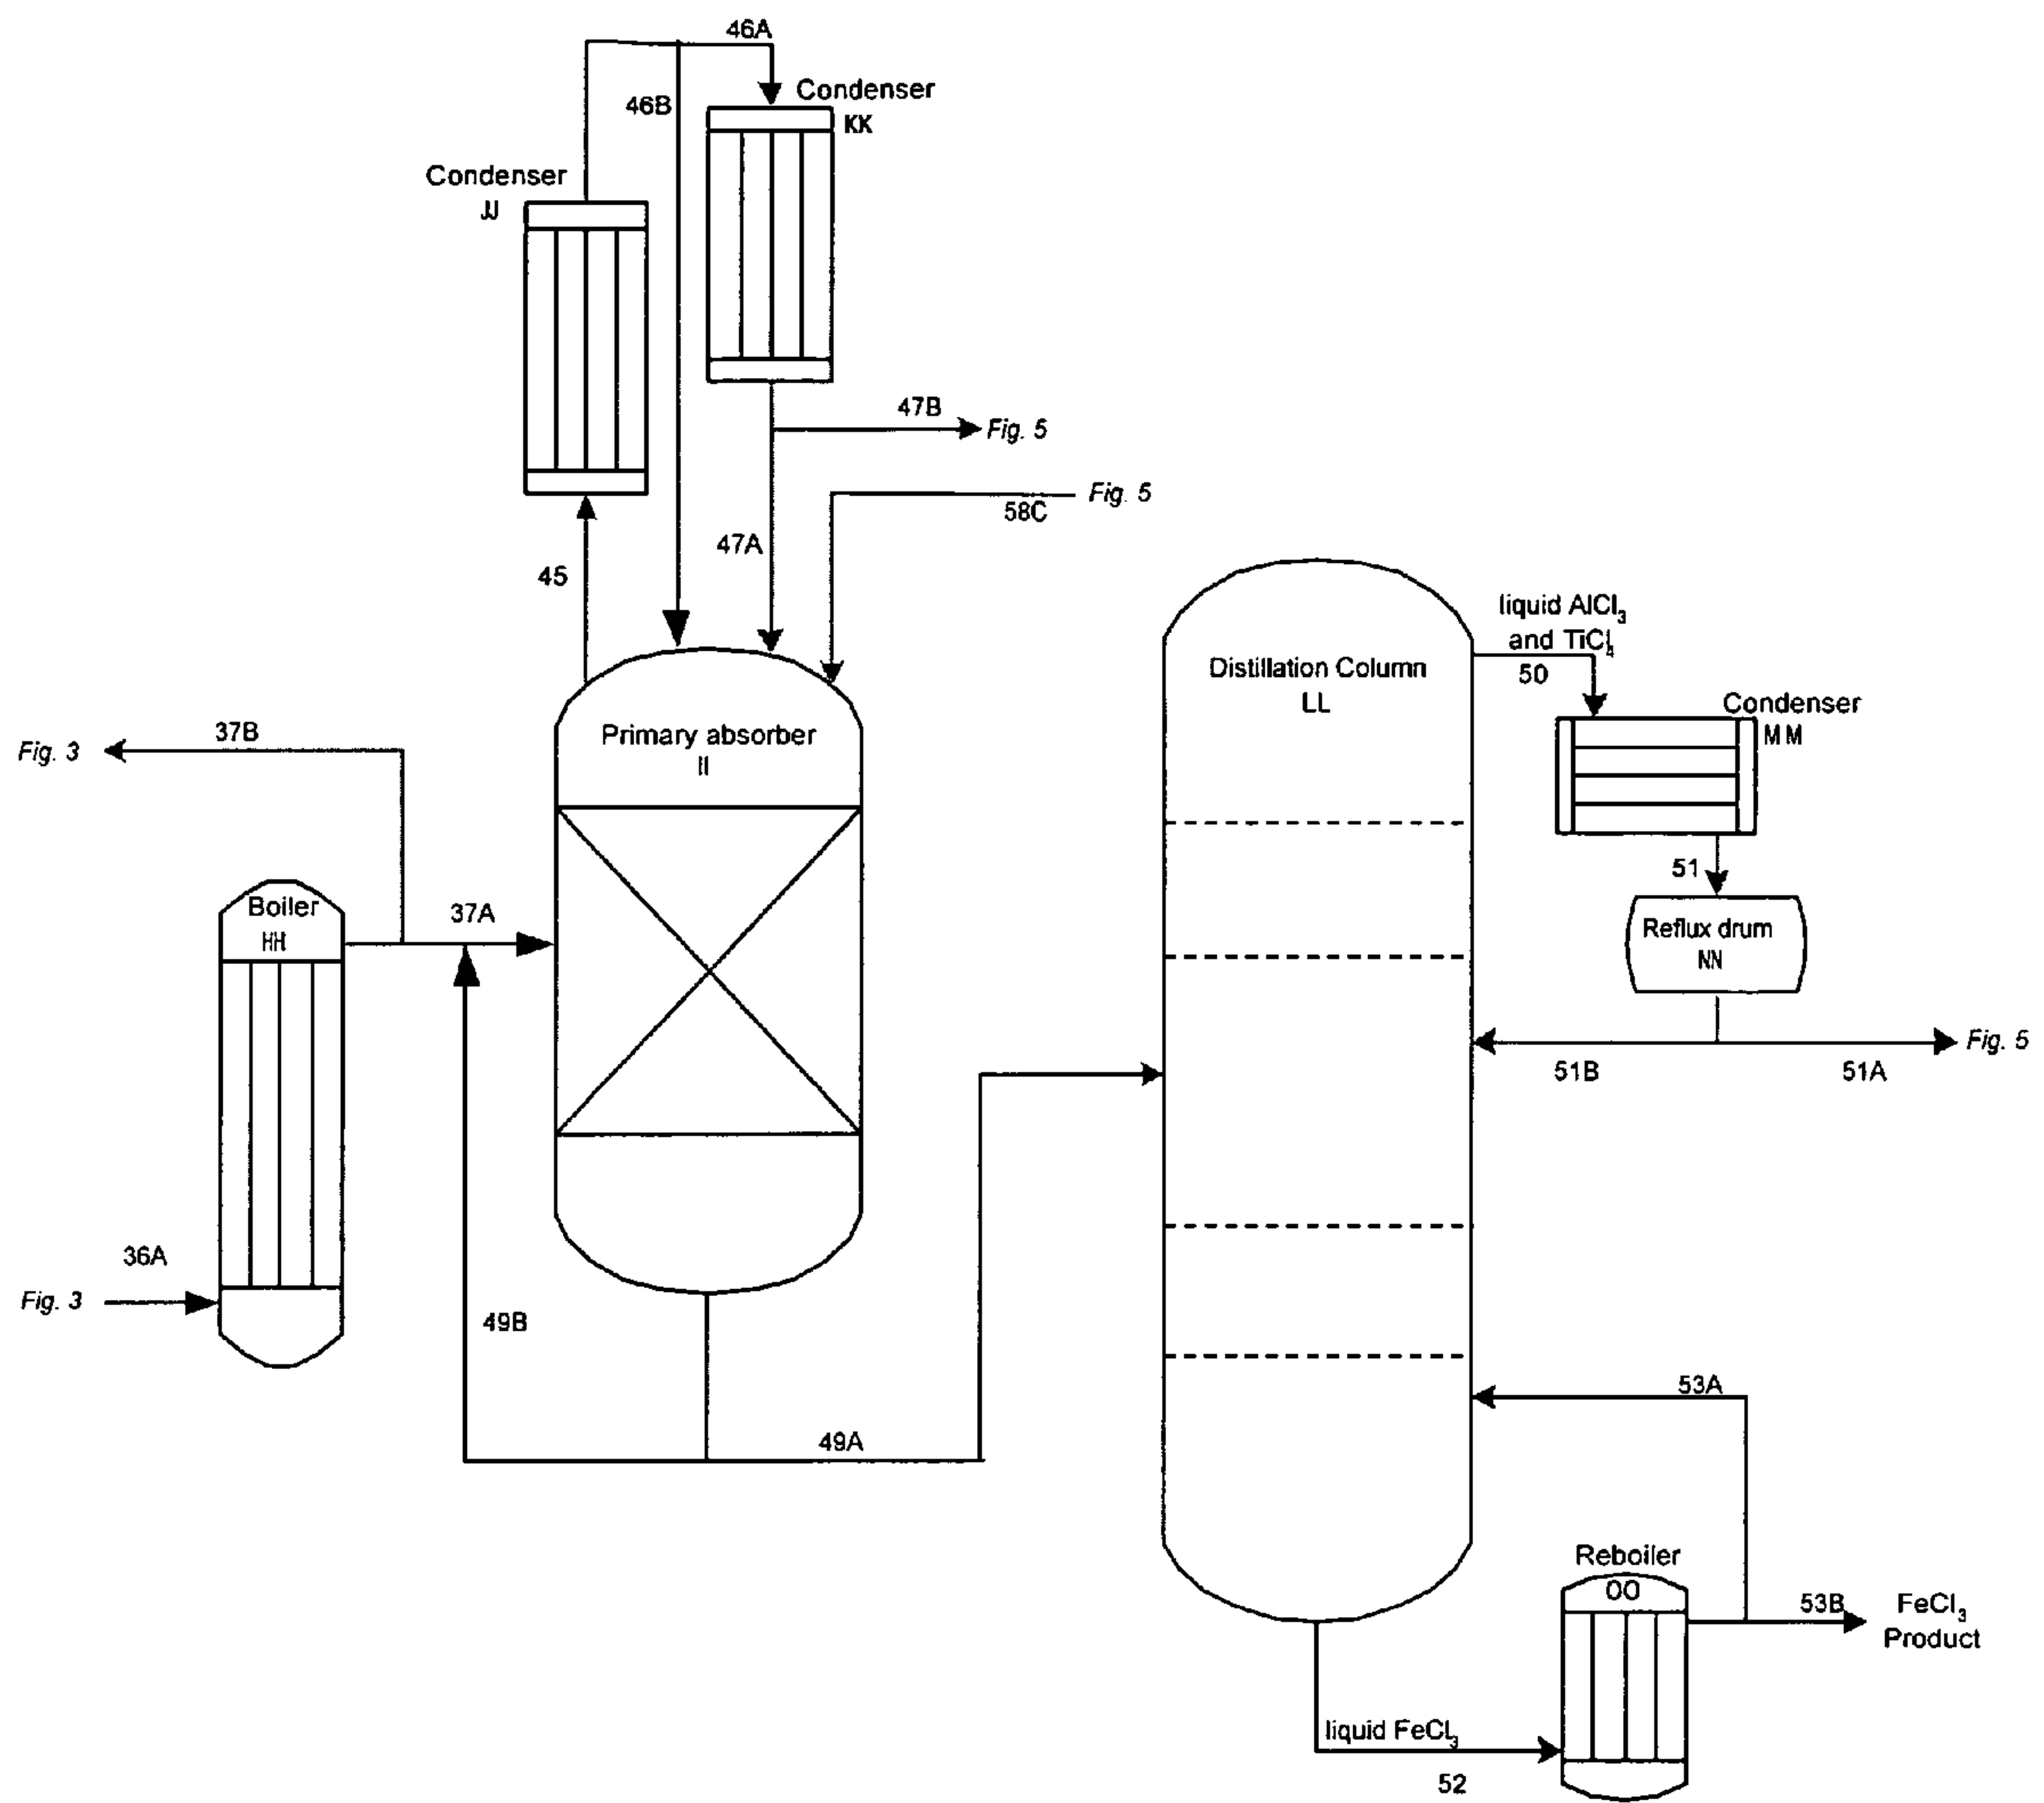 46A
Condenser
KK
46B
Condenser
JJ
47B
Fig. 5
Fig. 5
58C
47A
45
liquid AlCl3
and TiCl4
50
Distillation Column
LL
Condenser
MM
Primary absorber
II
37B
Fig. 3
51
Boiler
HH
37A
Reflux drum
NN
Fig. 5
51B
51A
36A
Fig. 3
49B
53A
49A
Reboiler
OO
53B
FeCl3
Product
liquid FeCl3
52